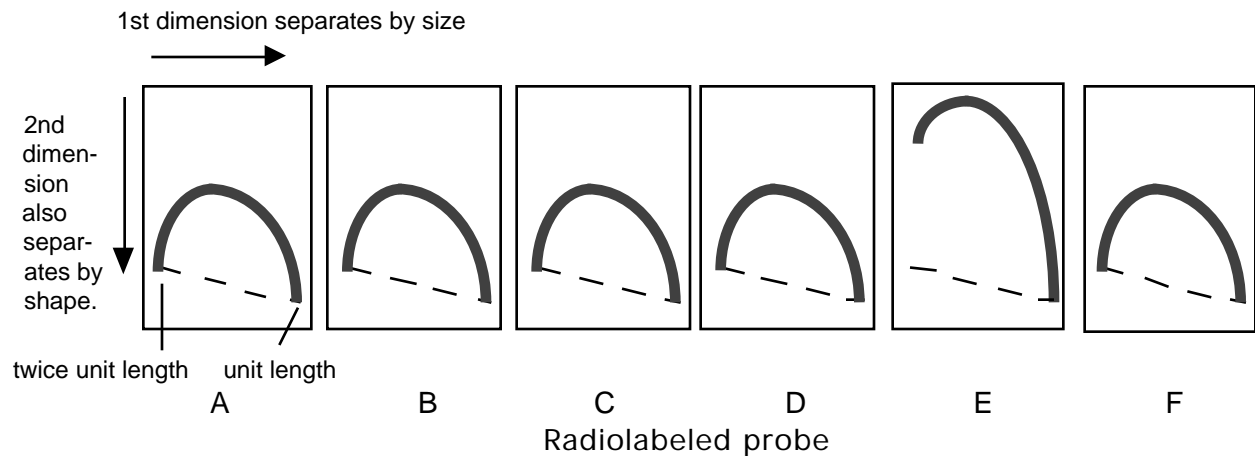 1st dimension separates by size
2nd
dimen-
sion
also
separ-
ates by
shape.
twice unit length
unit length
A
B
C
D
E
F
Radiolabeled probe